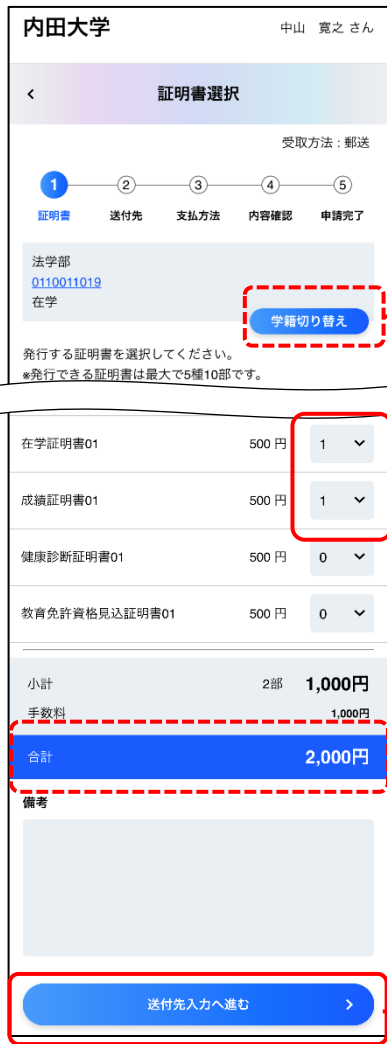 内田大学 中山 寛之 さん
証明書選択
受取方法 : 郵送
1 2 3 4 5
証明書 送付先 支払方法 内容確認 申請完了
法学部
0110011019
在学
学籍切り替え
発行する証明書を選択してください。
※発行できる証明書は最大で5種10部です。
在学証明書01 500 円 1
成績証明書01 500 円 1
健康診断証明書01 500 円 0
教育免許資格見込証明書01 500 円 0
小計 2部 1,000円
手数料 1,000円
合計 2,000円
備考
送付先入力へ進む